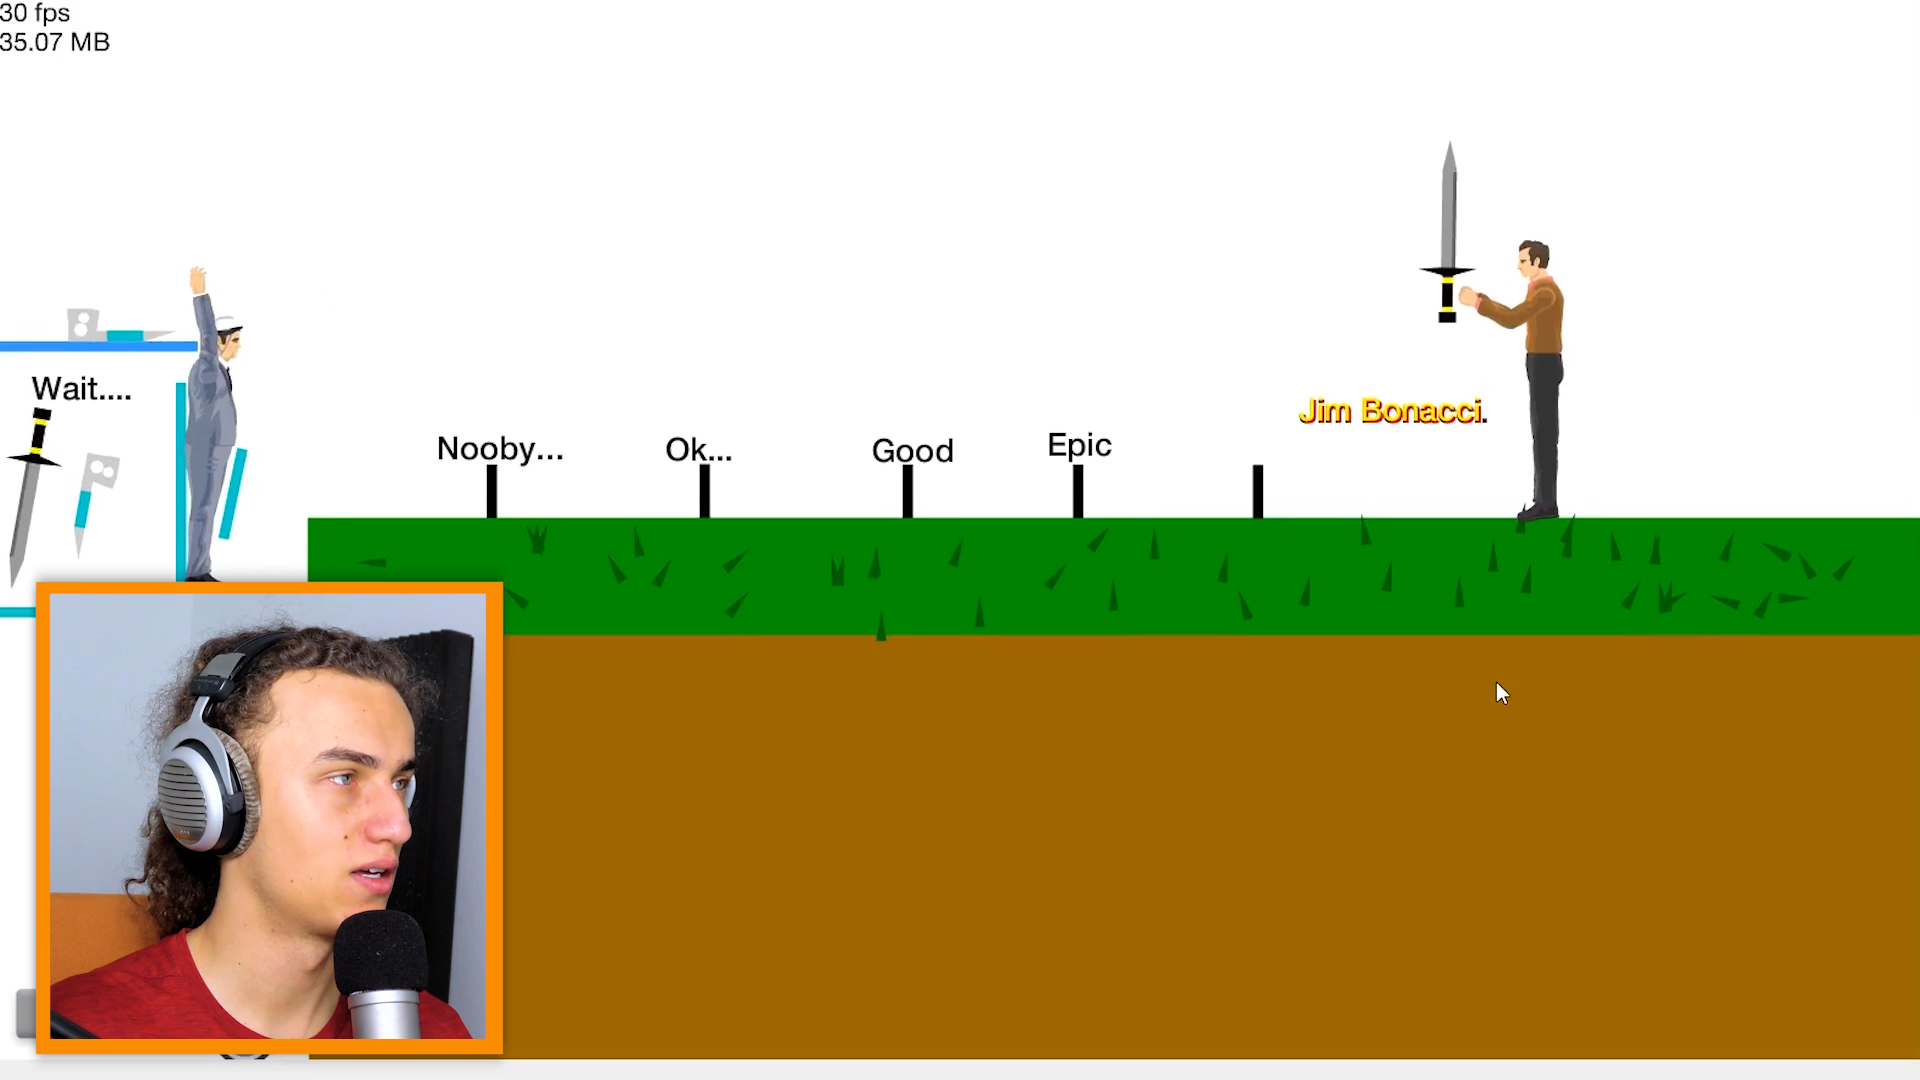 30 fps
35.07 MB
Wait....
Nooby...
Ok...
Good
Epic
Jim Bonacci.